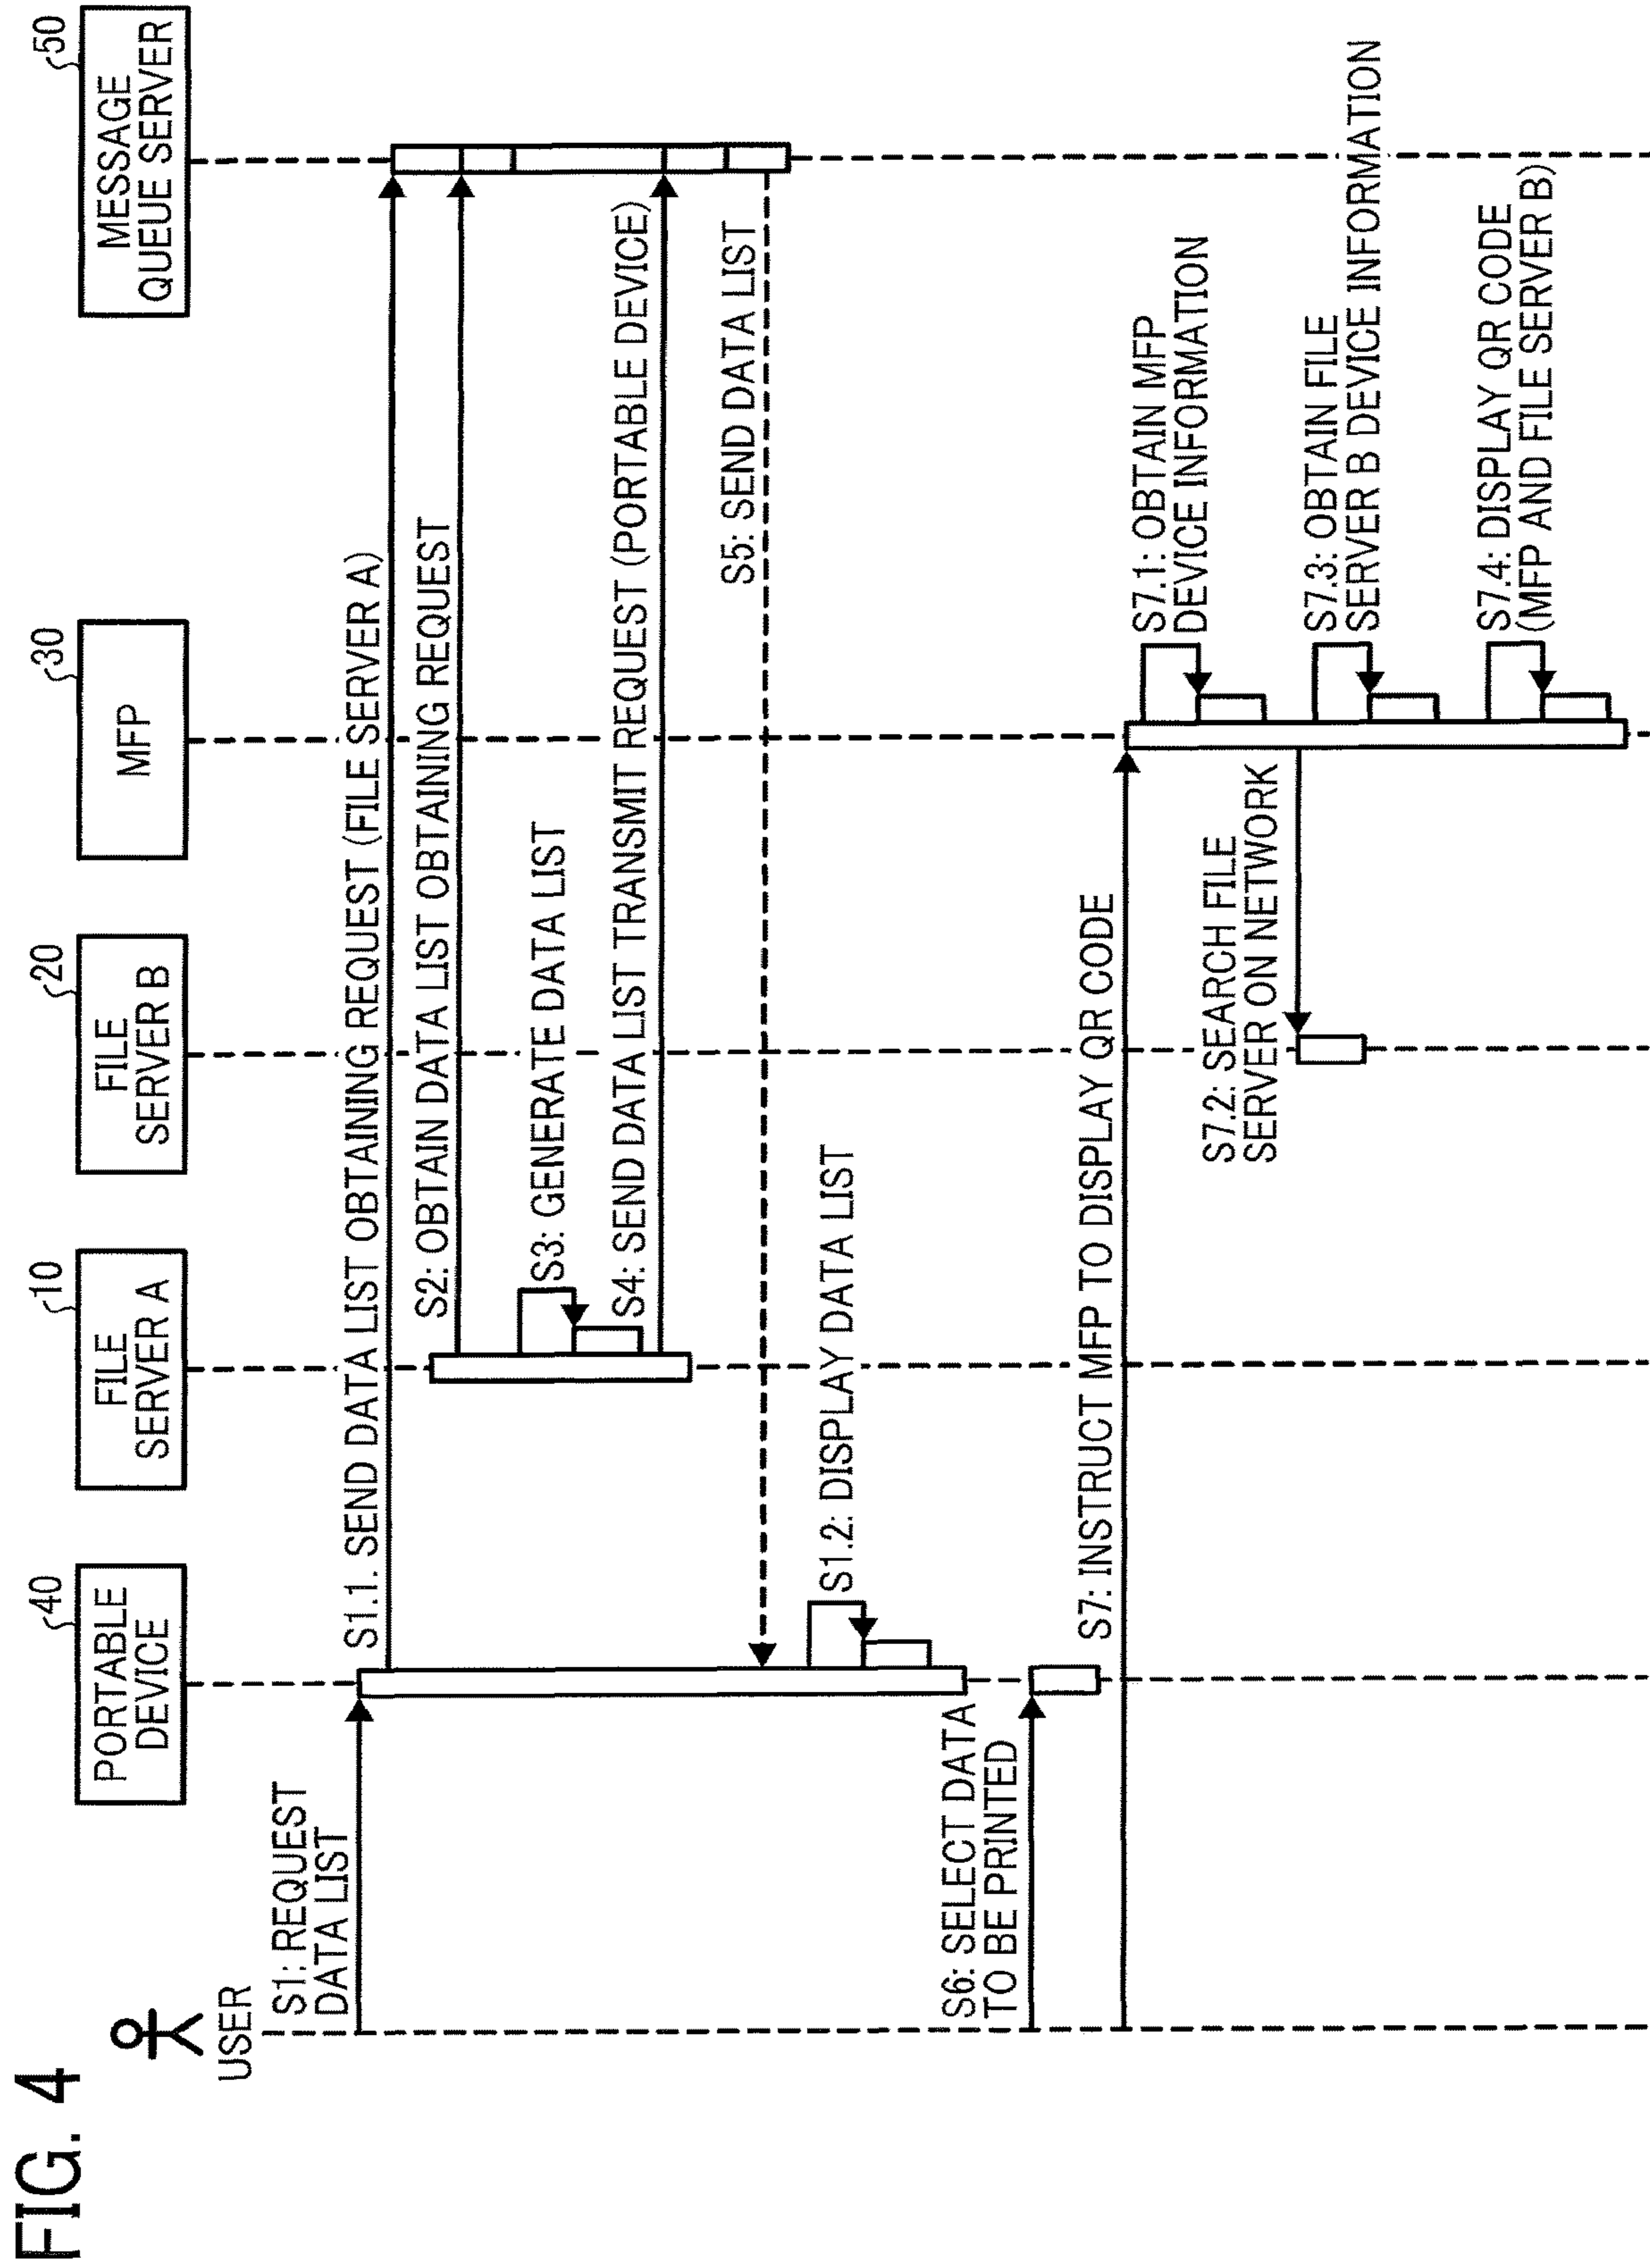 FIG. 4
USER
40
PORTABLE
DEVICE
10
FILE
SERVER A
20
FILE
SERVER B
30
MFP
50
MESSAGE
QUEUE SERVER
S1: REQUEST
DATA LIST
S1.1. SEND DATA LIST OBTAINING REQUEST (FILE SERVER A)
S2: OBTAIN DATA LIST OBTAINING REQUEST
S3: GENERATE DATA LIST
S4: SEND DATA LIST TRANSMIT REQUEST (PORTABLE DEVICE)
S5: SEND DATA LIST
S1.2: DISPLAY DATA LIST
S6: SELECT DATA
TO BE PRINTED
S7: INSTRUCT MFP TO DISPLAY QR CODE
S7.1: OBTAIN MFP
DEVICE INFORMATION
S7.2: SEARCH FILE
SERVER ON NETWORK
S7.3: OBTAIN FILE
SERVER B DEVICE INFORMATION
S7.4: DISPLAY QR CODE
(MFP AND FILE SERVER B)